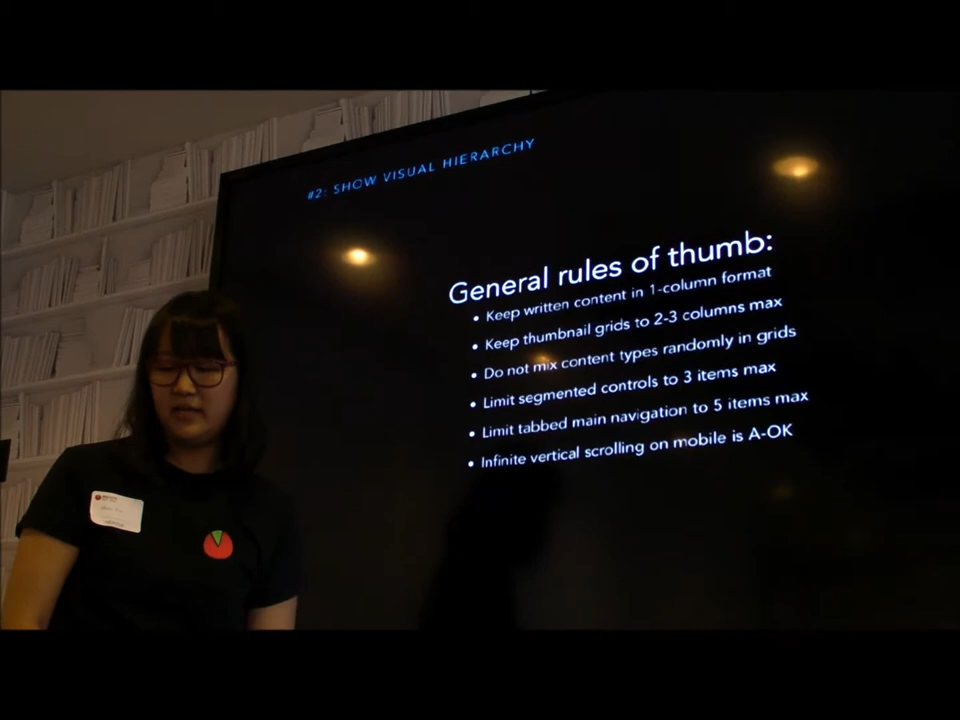 #2: SHOW VISUAL HIERARCHY
General rules of thumb:
• Keep written content in 1-column format
• Keep thumbnail grids to 2-3 columns max
• Do not mix content types randomly in grids
• Limit segmented controls to 3 items max
• Limit tabbed main navigation to 5 items max
• Infinite vertical scrolling on mobile is A-OK